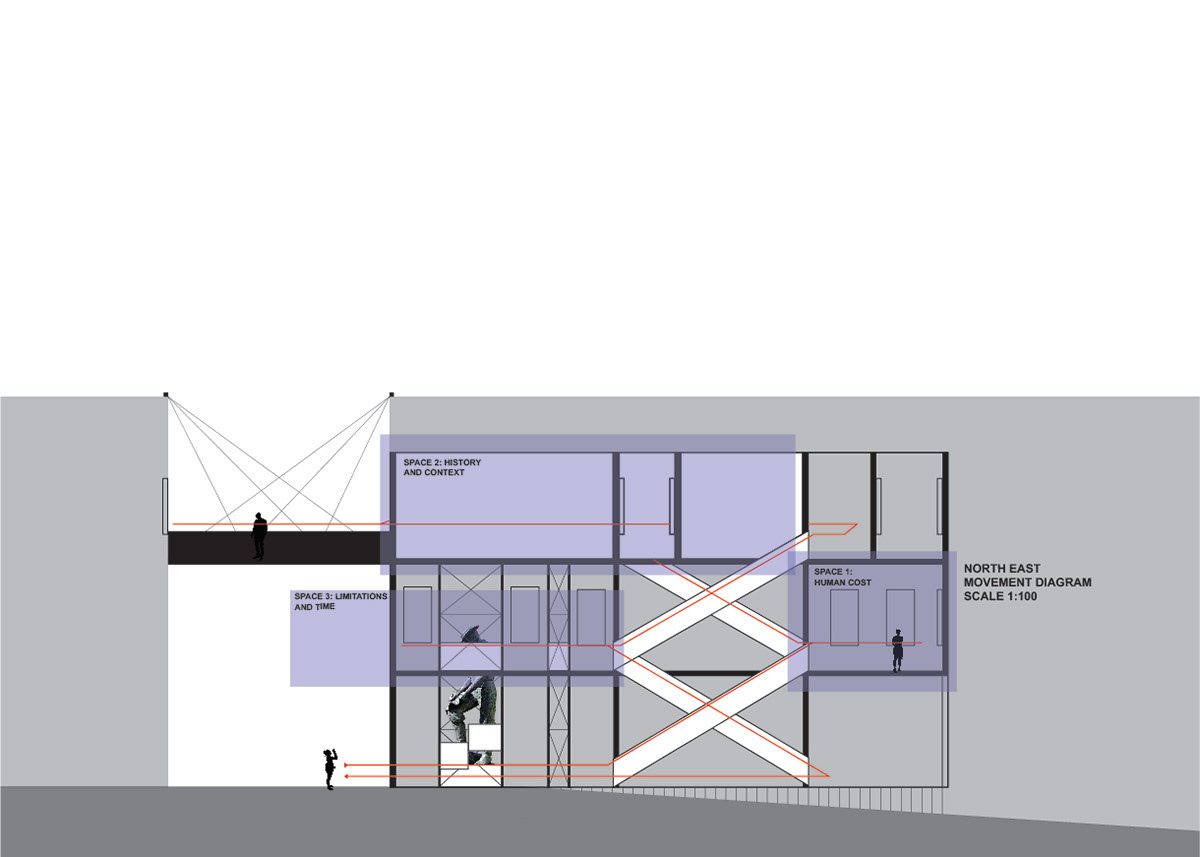 SPACE 2: HISTORY
AND CONTEXT
SPACE 1:
HUMAN COST
NORTH EAST
MOVEMENT DIAGRAM
SCALE 1:100
SPACE 3: LIMITATIONS
AND TIME